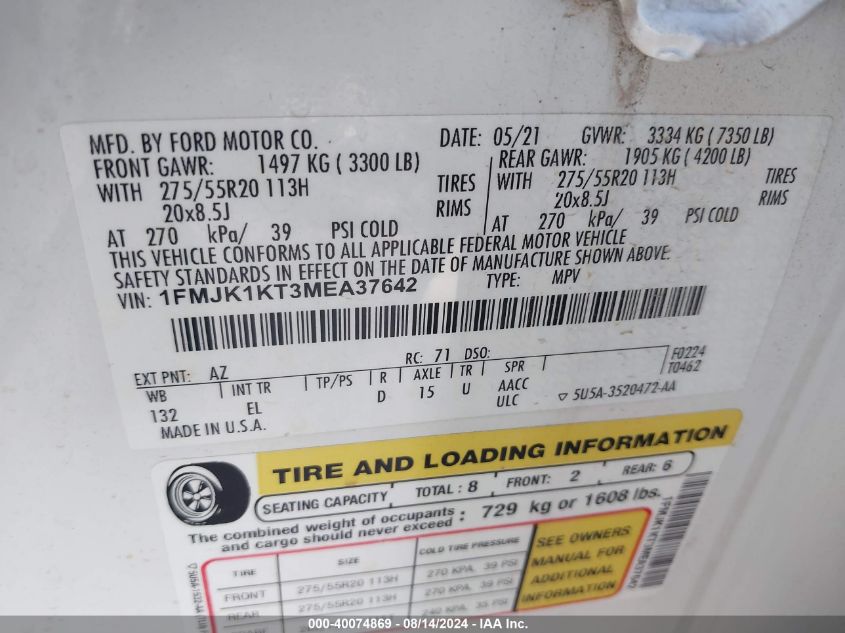 MFD. BY FORD MOTOR CO. DATE: 05/21 GVWR: 3334 KG ( 7350 LB)
FRONT GAWR: 1497 KG ( 3300 LB) REAR GAWR: 1905 KG ( 4200 LB)
WITH 275/55R20 113H TIRES WITH 275/55R20 113H TIRES
20x8.5J RIMS 20x8.5J RIMS
AT 270 kPa/ 39 PSI COLD AT 270 kPa/ 39 PSI COLD
THIS VEHICLE CONFORMS TO ALL APPLICABLE FEDERAL MOTOR VEHICLE
SAFETY STANDARDS IN EFFECT ON THE DATE OF MANUFACTURE SHOWN ABOVE.
VIN: 1FMJK1KT3MEA37642 TYPE: MPV
EXT PNT: AZ RC: 71 DSO: F0224
WB INT TR TP/PS R AXLE TR SPR T0462
132 EL D 15 U AACC
ULC 5U5A-3520472-AA
MADE IN U.S.A.
TIRE AND LOADING INFORMATION
SEATING CAPACITY TOTAL : 8 FRONT: 2 REAR: 6
The combined weight of occupants
and cargo should never exceed : 729 kg or 1608 lbs.
TIRE SIZE COLD TIRE PRESSURE
FRONT 275/55R20 113H 270 KPA, 39 PSI
REAR 275/55R20 113H 270 KPA, 39 PSI
240 KPA, 35 PSI
SEE OWNERS
MANUAL FOR
ADDITIONAL
INFORMATION
000-40074869 - 08/14/2024 - IAA Inc.